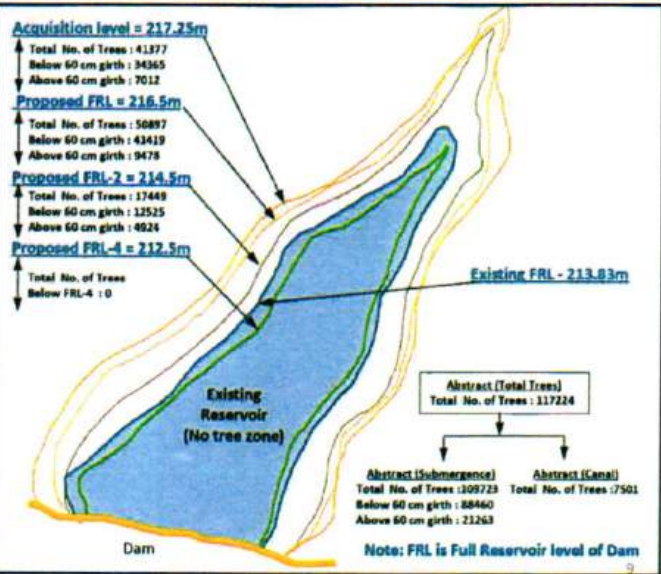 Acquisition level = 217.25m
Total No. of Trees : 41377
Below 60 cm girth : 34365
Above 60 cm girth : 7012
Proposed FRL = 216.5m
Total No. of Trees : 50897
Below 60 cm girth : 41419
Above 60 cm girth : 9478
Proposed FRL-2 = 214.5m
Total No. of Trees : 17449
Below 60 cm girth : 12525
Above 60 cm girth : 4924
Proposed FRL-4 = 212.5m
Total No. of Trees
Below FRL-4 : 0
Existing FRL - 213.83m
Existing
Reservoir
(No tree zone)
Dam
Abstract (Total Trees)
Total No. of Trees : 117224
Abstract (Submergence)
Total No. of Trees :109723
Below 60 cm girth : 88460
Above 60 cm girth : 21263
Abstract (Canal)
Total No. of Trees :7501
Note: FRL is Full Reservoir level of Dam
9